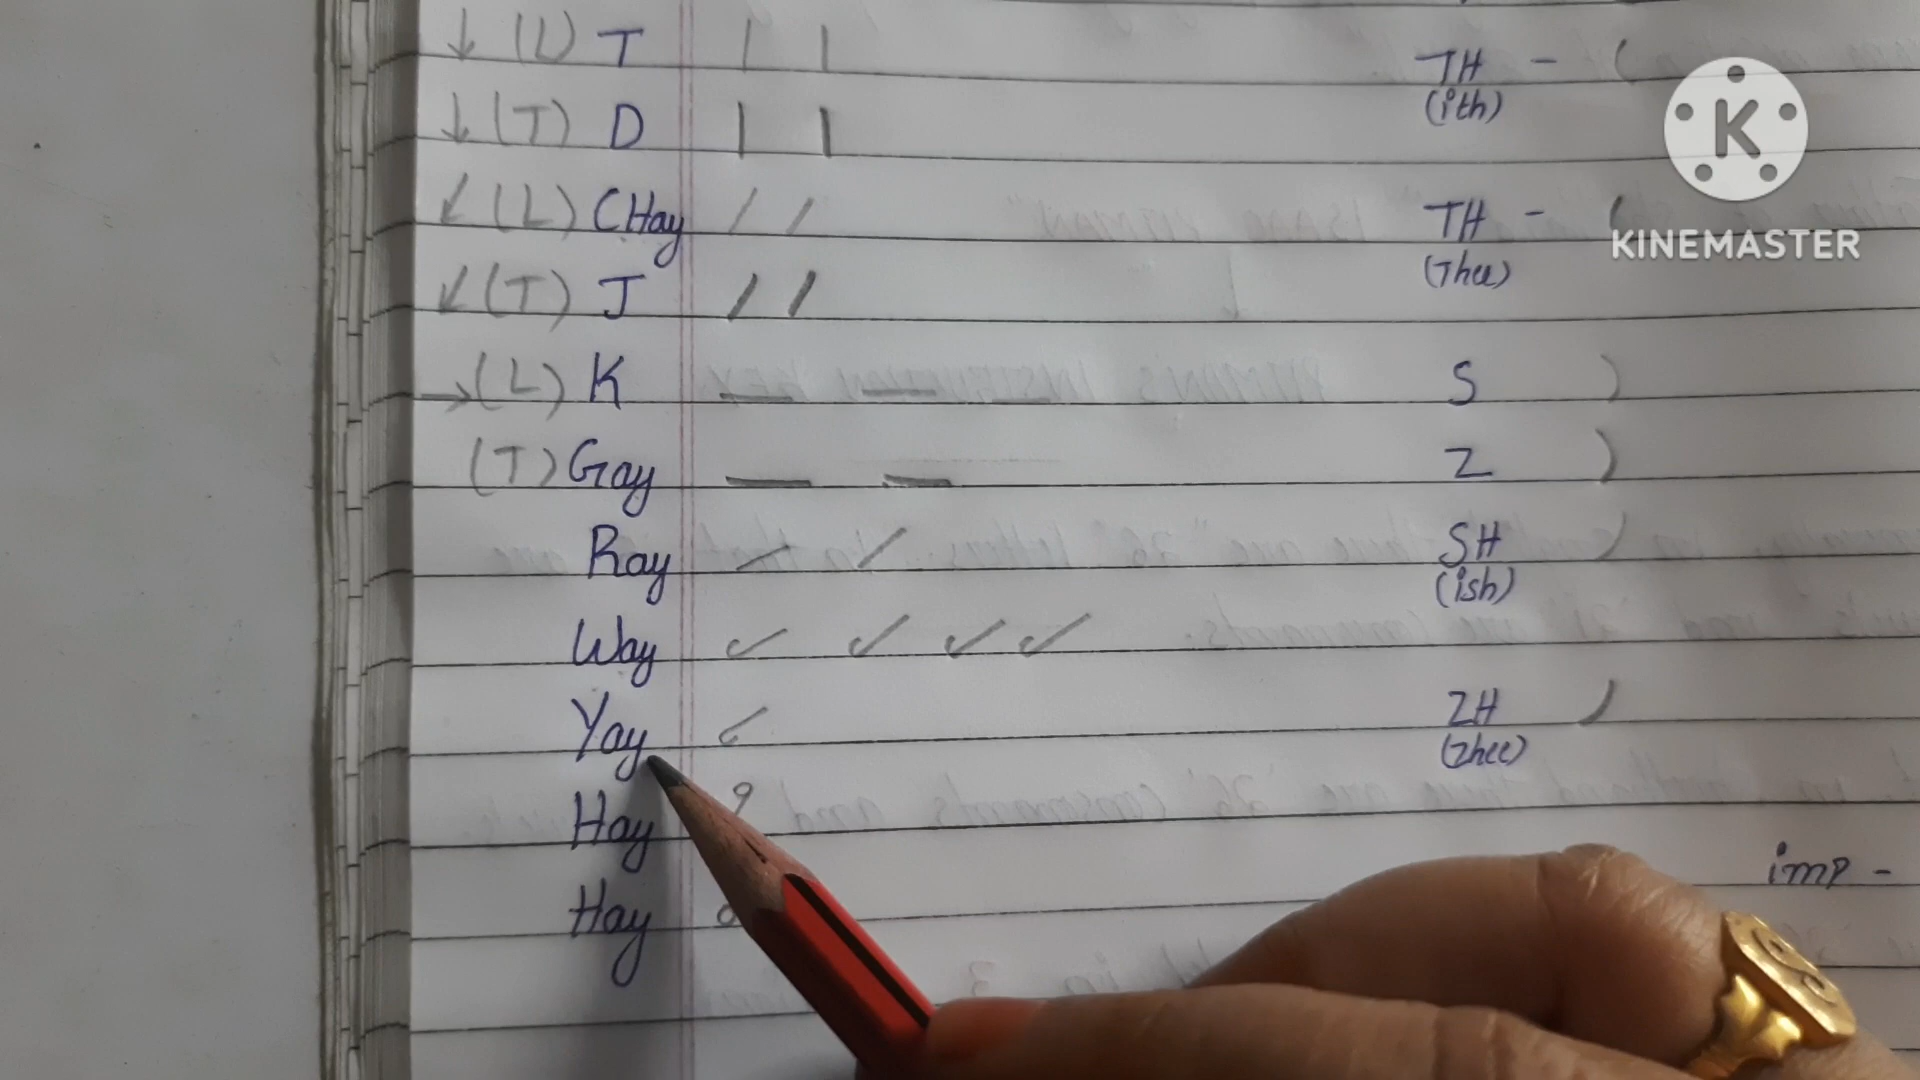 ↓ (L) T
↓ (T) D
↙ (L) CHay
↙ (T) J
→ (L) K
(T) Gay
Ray
Way
Yay
Hay
Hay
TH -
(ith)
TH -
(Thee)
S
Z
SH
(ish)
ZH
(zhee)
imp -
K
KINEMASTER